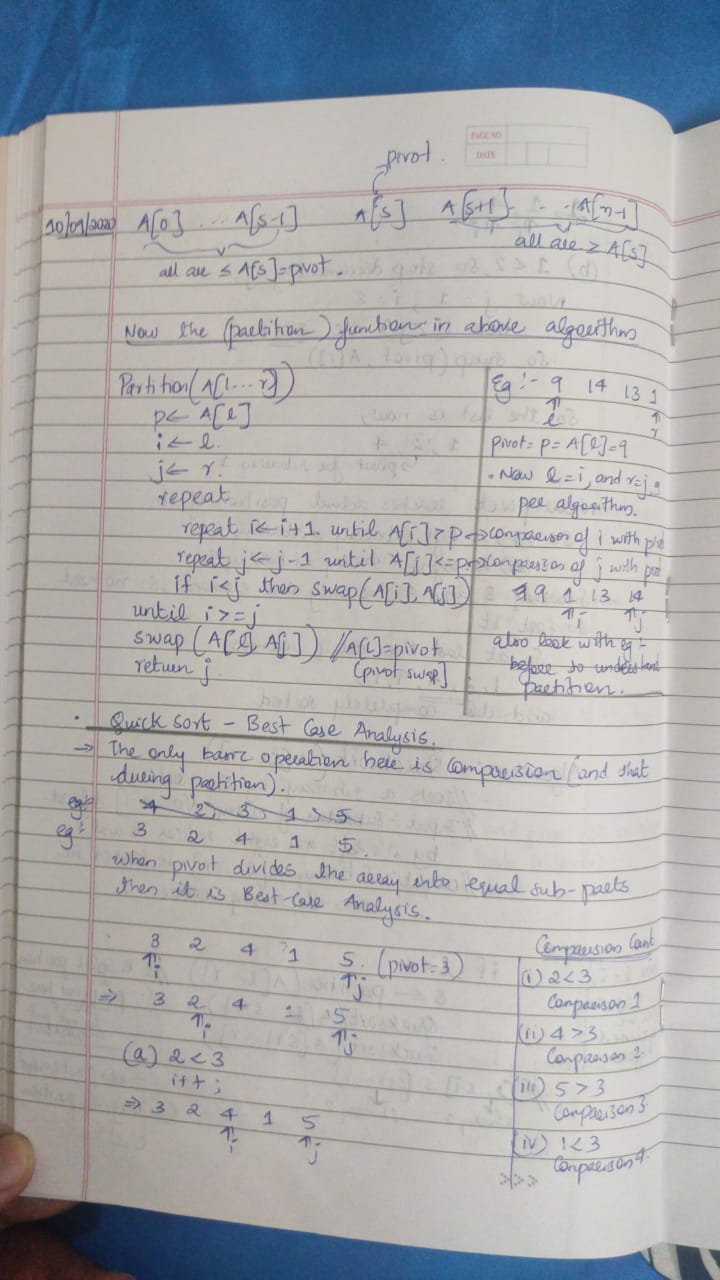 PAGE NO.
DATE
pivot.
10/09/2020 A[0] ... A[s-1] A[s] A[s+1] . . . A[n-1]
all are ≥ A[s]
all are ≤ A[s]=pivot.
Now the (partition) function in above algorithm
Partition(A[l...r])
p← A[l]
i← l.
j← r.
repeat
repeat i← i+1. until A[i]>p → comparison of i with pivot
repeat j← j-1 until A[j]<=p → comparison of j with pivot
if i<j then swap(A[i], A[j])
until i>=j
swap (A[l], A[j]) //A[l]=pivot
return j. [pivot swap]
Eg:- 9 14 13 1
↑ ↑
l r
pivot = p = A[l]=9
. Now l=i, and r=j,
per algorithm.
9 1 13 14
↑i ↑j
also look with eg
before to understand
partition.
. Quick Sort - Best Case Analysis.
→ The only basic operation here is Comparision (and that
during partition).
eg:- 4 2, 3, 1, 5
eg:- 3 2 4 1 5.
When pivot divides the array into equal sub-parts
then it is Best-Case Analysis.
3 2 4 1 5. (pivot=3)
↑i ↑j
⇒ 3 2 4 1 5
↑i ↑j
(a) 2<3
i++;
⇒ 3 2 4 1 5
↑i ↑j
Comparision Count
(i) 2<3
Comparison 1
(ii) 4>3
Comparison 2.
(iii) 5>3
Comparison 3.
(iv) 1<3
Comparison 4.
>>>